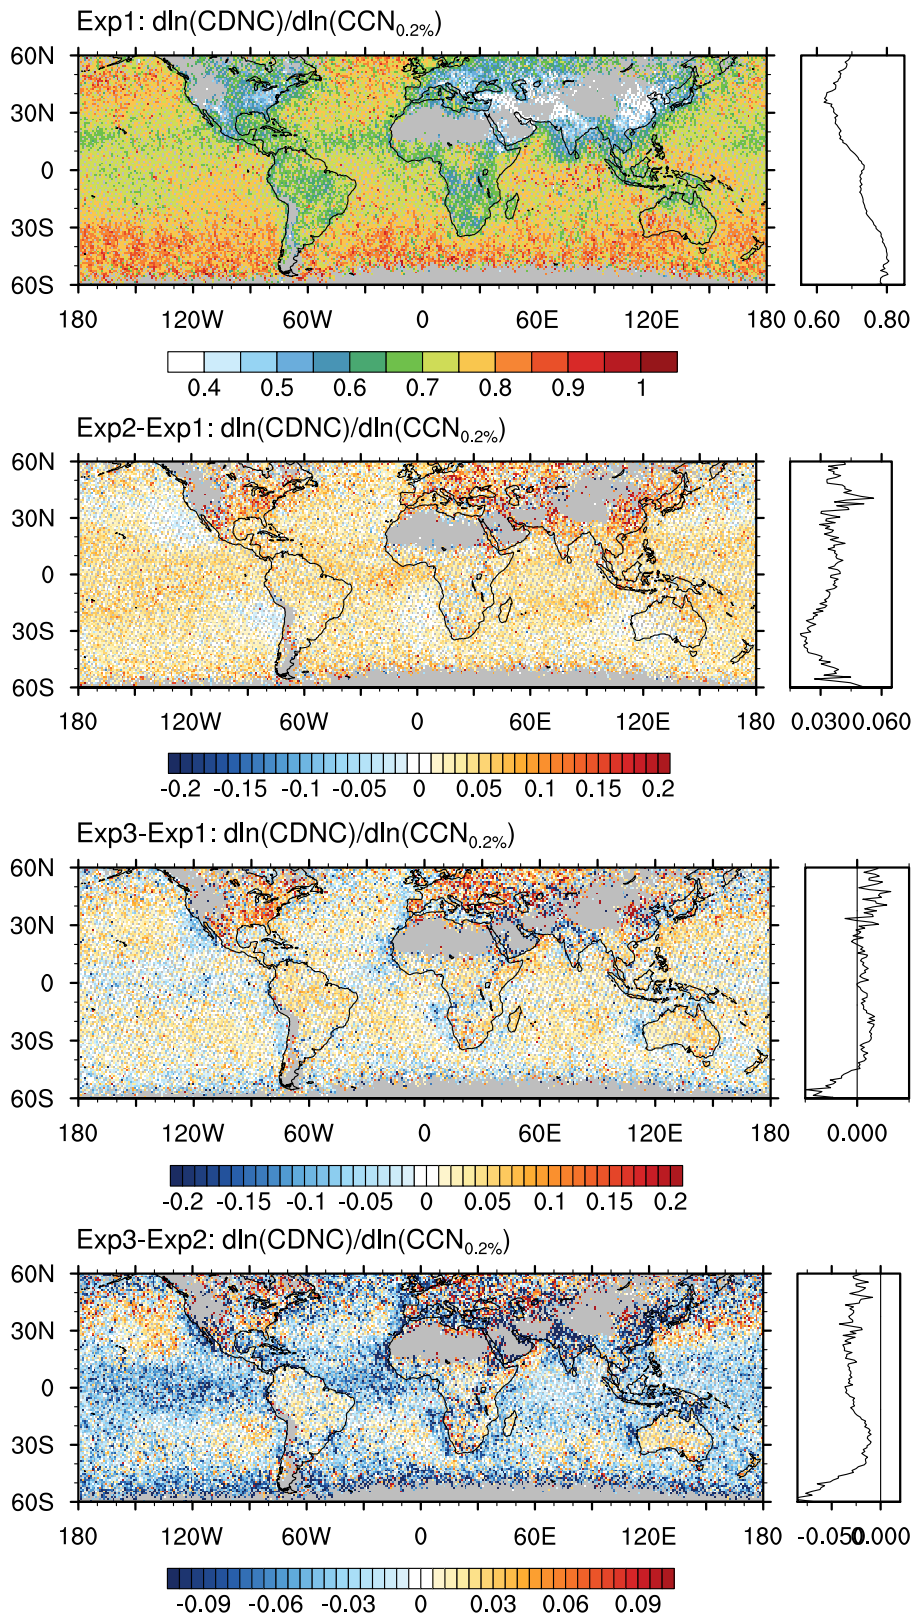 Exp1: dln(CDNC)/dln(CCN0.2%)
60N
30N
0
30S
60S
180 120W 60W 0 60E 120E 180 0.60 0.80
0.4 0.5 0.6 0.7 0.8 0.9 1
Exp2-Exp1: dln(CDNC)/dln(CCN0.2%)
60N
30N
0
30S
60S
180 120W 60W 0 60E 120E 180 0.030 0.060
-0.2 -0.15 -0.1 -0.05 0 0.05 0.1 0.15 0.2
Exp3-Exp1: dln(CDNC)/dln(CCN0.2%)
60N
30N
0
30S
60S
180 120W 60W 0 60E 120E 180 0.000
-0.2 -0.15 -0.1 -0.05 0 0.05 0.1 0.15 0.2
Exp3-Exp2: dln(CDNC)/dln(CCN0.2%)
60N
30N
0
30S
60S
180 120W 60W 0 60E 120E 180 -0.050 0.000
-0.09 -0.06 -0.03 0 0.03 0.06 0.09